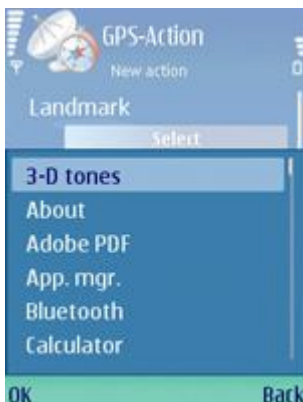 GPS-Action
New action
Landmark
Select
3-D tones
About
Adobe PDF
App. mgr.
Bluetooth
Calculator
OK Back